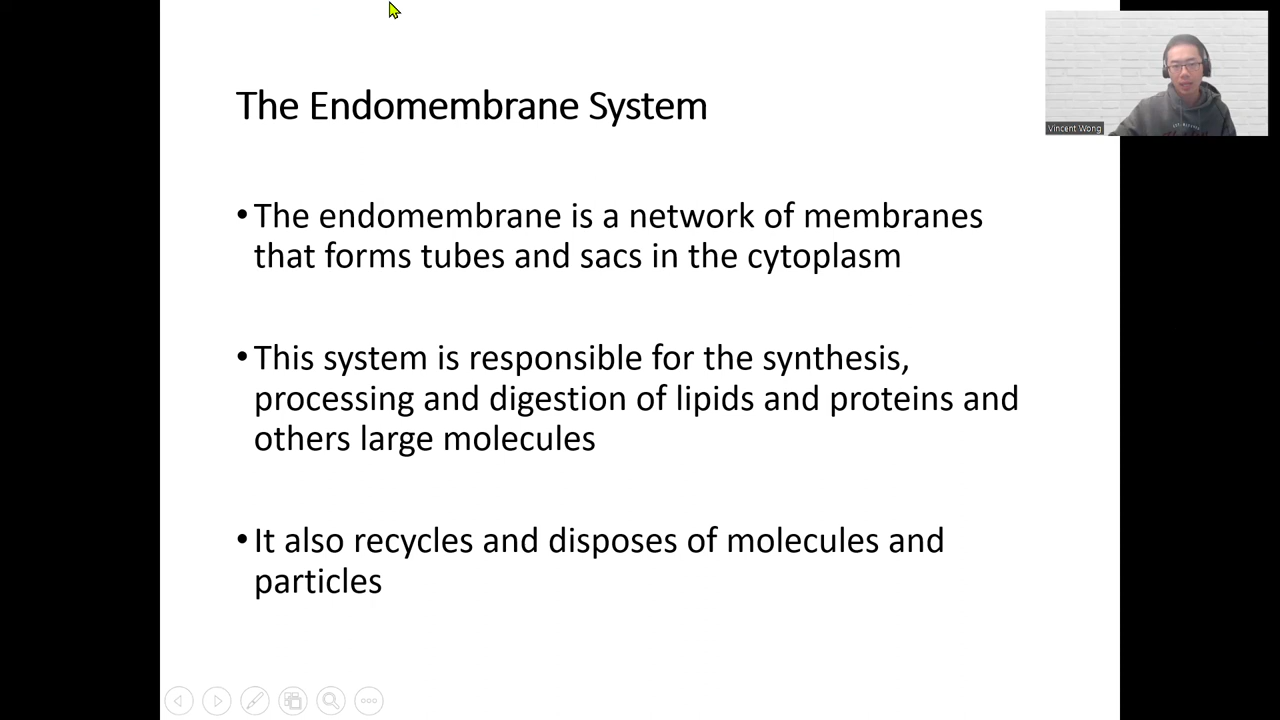 The Endomembrane System
Vincent Wong
• The endomembrane is a network of membranes
that forms tubes and sacs in the cytoplasm
• This system is responsible for the synthesis,
processing and digestion of lipids and proteins and
others large molecules
• It also recycles and disposes of molecules and
particles